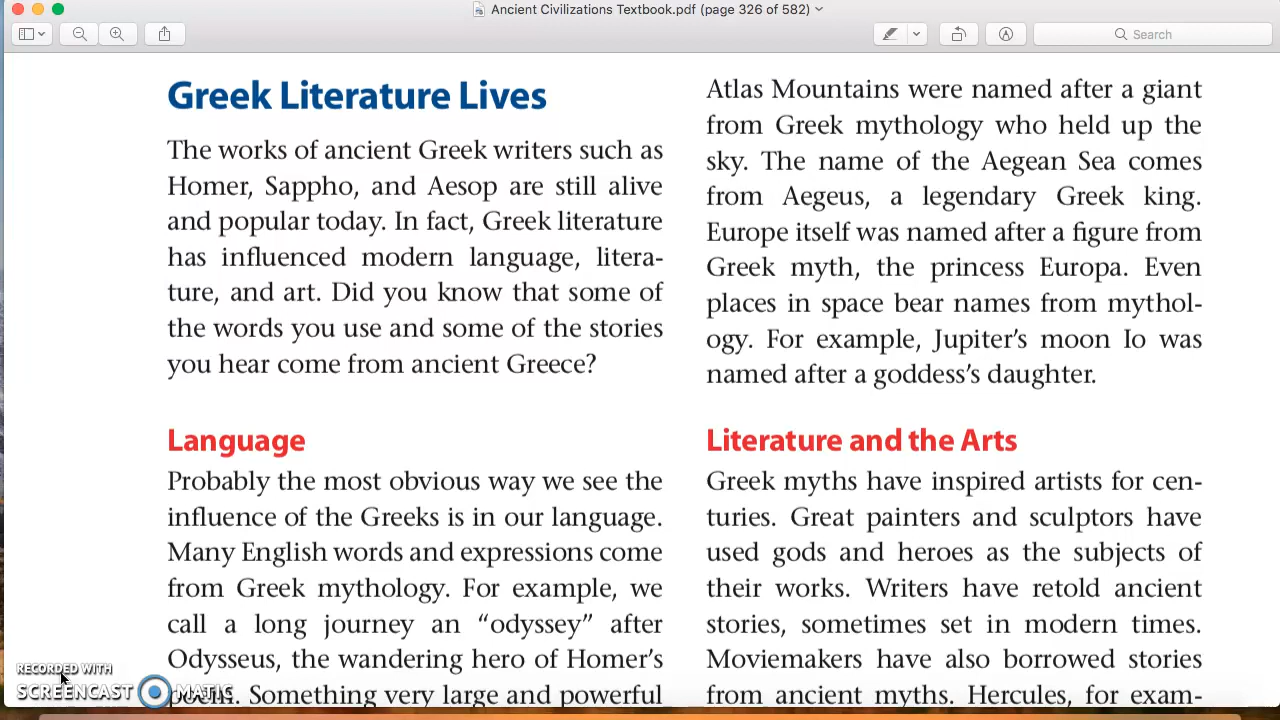 Ancient Civilizations Textbook.pdf (page 326 of 582)
Search
Greek Literature Lives
The works of ancient Greek writers such as
Homer, Sappho, and Aesop are still alive
and popular today. In fact, Greek literature
has influenced modern language, litera-
ture, and art. Did you know that some of
the words you use and some of the stories
you hear come from ancient Greece?
Language
Probably the most obvious way we see the
influence of the Greeks is in our language.
Many English words and expressions come
from Greek mythology. For example, we
call a long journey an “odyssey” after
Odysseus, the wandering hero of Homer’s
poem. Something very large and powerful
Atlas Mountains were named after a giant
from Greek mythology who held up the
sky. The name of the Aegean Sea comes
from Aegeus, a legendary Greek king.
Europe itself was named after a figure from
Greek myth, the princess Europa. Even
places in space bear names from mythol-
ogy. For example, Jupiter’s moon Io was
named after a goddess’s daughter.
Literature and the Arts
Greek myths have inspired artists for cen-
turies. Great painters and sculptors have
used gods and heroes as the subjects of
their works. Writers have retold ancient
stories, sometimes set in modern times.
Moviemakers have also borrowed stories
from ancient myths. Hercules, for exam-
RECORDED WITH
SCREENCAST MATIC